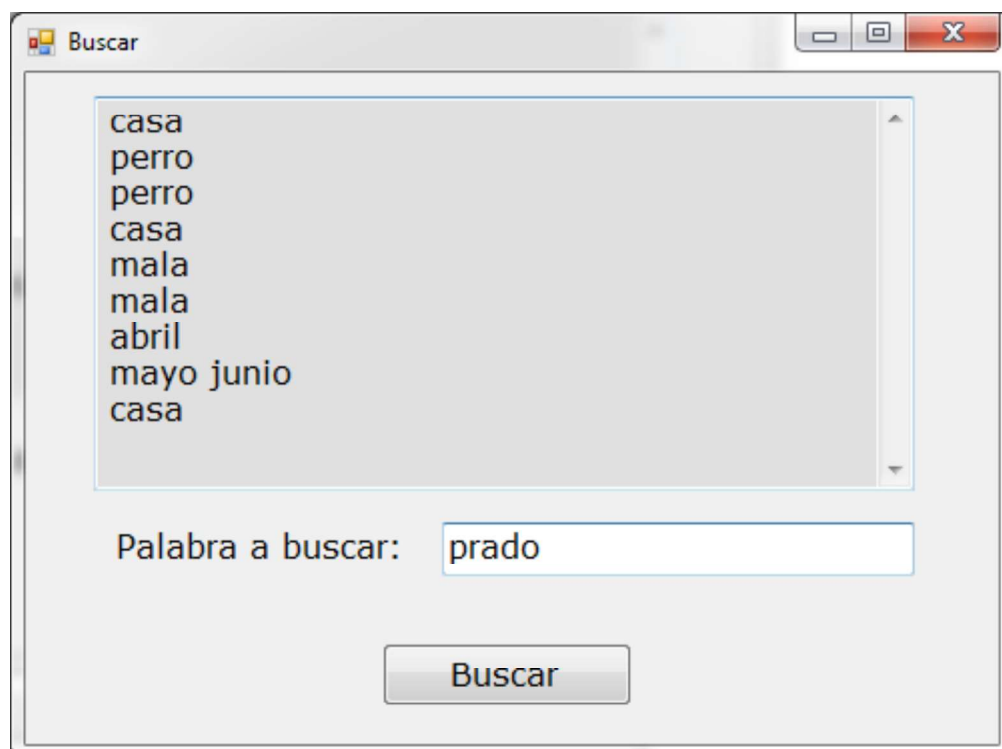 Buscar
casa
perro
perro
casa
mala
mala
abril
mayo junio
casa
Palabra a buscar: prado
Buscar